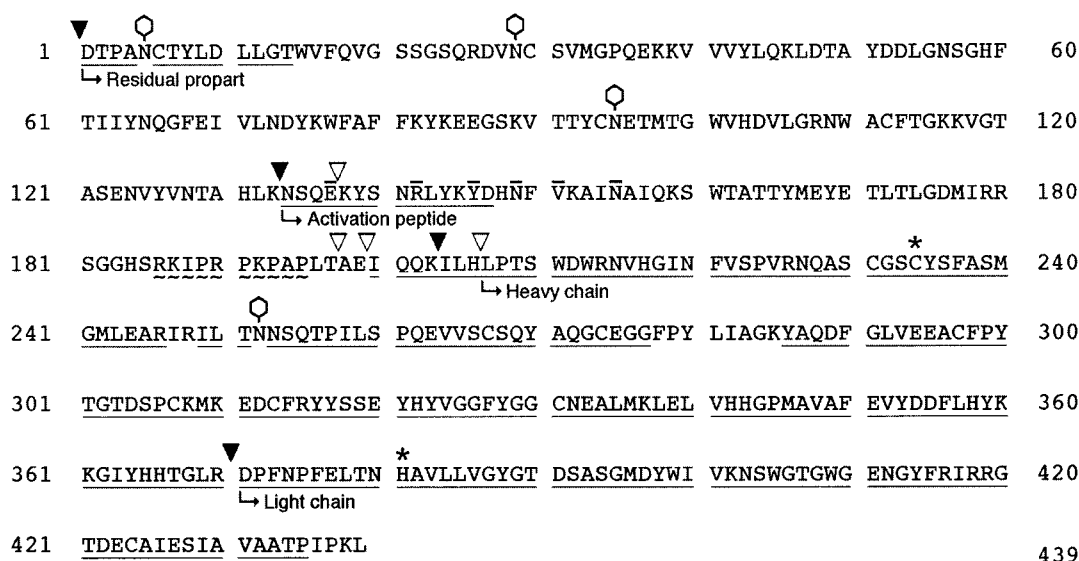 1 DTPANCTYLD LLGTWVFQVG SSGSQRDVNC SVMGPQEKKV VVYLQKLDTA YDDLGNSGHF 60
↳ Residual propart
61 TIIYNQGFEI VLNDYKWFAF FKYKEEGSKV TTYCNETMTG WVHDVLGRNW ACFTGKKVGT 120
121 ASENVYVNTA HLKNSQEKYS NRLYKYDHNF VKAINAIQKS WTATTYMEYE TLTLGDMIRR 180
↳ Activation peptide
*
181 SGGHSRKIPR PKPAPLTAEI QQKILHLPTS WDWRNVHGIN FVSPVRNQAS CGSCYSFASM 240
↳ Heavy chain
241 GMLEARIRIL TNNSQTPILS PQEVVSCSQY AQGCEGGFPY LIAGKYAQDF GLVEEACFPY 300
301 TGTDSPCKMK EDCFRYYSSE YHYVGGFYGG CNEALMKLEL VHHGPMAVAF EVYDDFLHYK 360
*
361 KGIYHHTGLR DPFNPFELTN HAVLLVGYGT DSASGMDYWI VKNSWGTGWG ENGYFRIRRG 420
↳ Light chain
421 TDECAIESIA VAATPIPKL 439